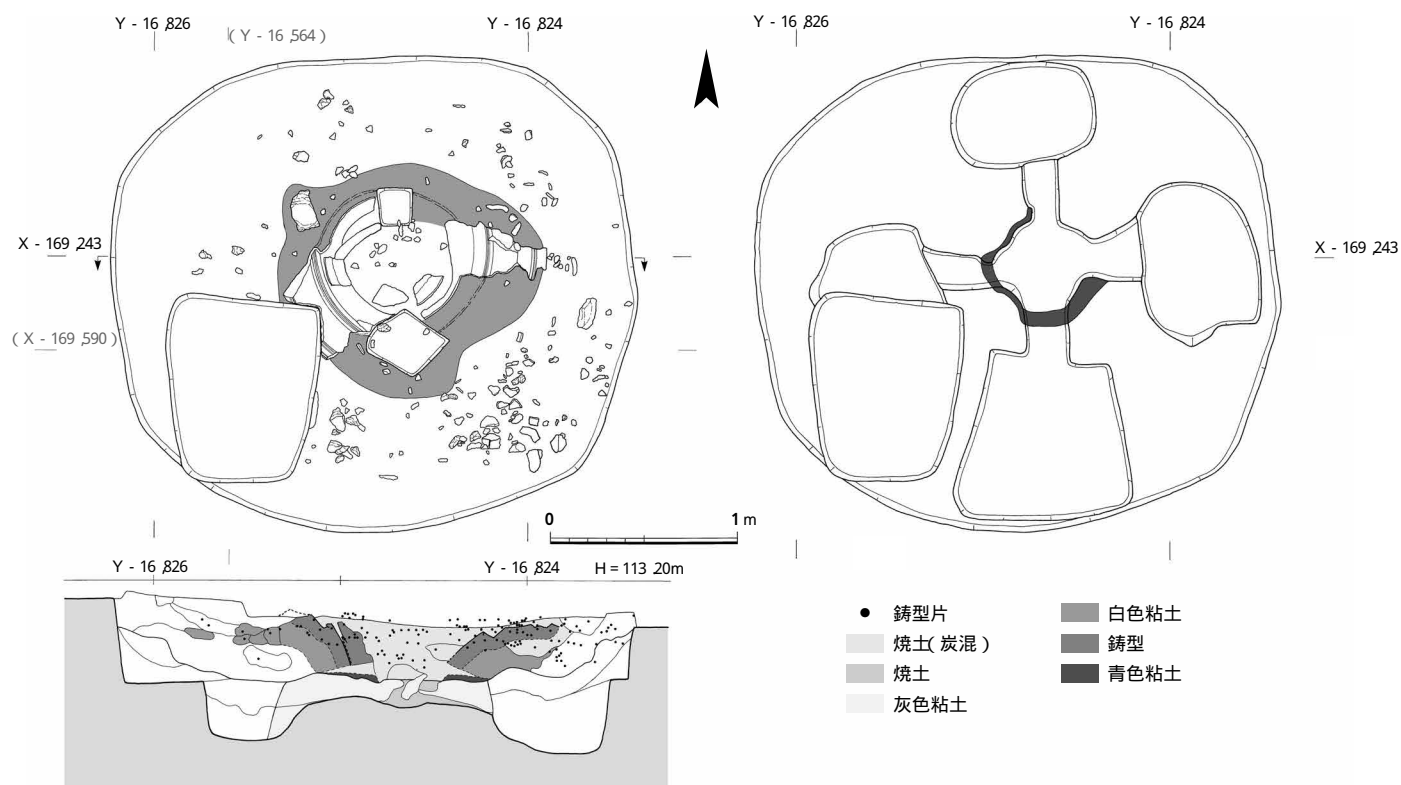 Y - 16 ,826
( Y - 16 ,564 )
Y - 16 ,824
Y - 16 ,826
Y - 16 ,824
X - 169 ,243
X - 169 ,243
( X - 169 ,590 )
0
1 m
Y - 16 ,826
Y - 16 ,824
H = 113 .20m
鋳型片
焼土( 炭混 )
焼土
灰色粘土
白色粘土
鋳型
青色粘土